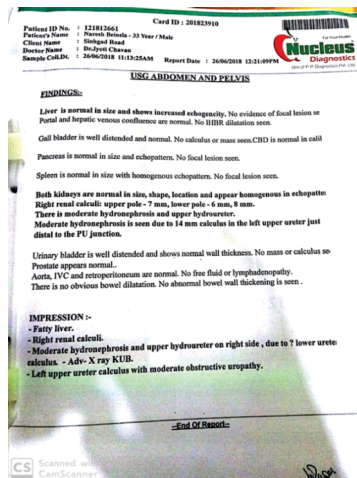 Card ID : 201823910
Patient ID No. : 121812661
Patient's Name : Naresh Beinola - 33 Year / Male
Client Name : Sinhgad Road
Doctor Name : Dr.Jyoti Chavan
Sample Coll.Dt. : 26/06/2018 11:13:25AM Report Date : 26/06/2018 12:21:09PM
For Your Health
Nucleus
Diagnostics
Unit of P. P. Diagnostics Pvt. Ltd
USG ABDOMEN AND PELVIS
FINDINGS:-
Liver is normal in size and shows increased echogenicity. No evidence of focal lesion se
Portal and hepatic venous confluence are normal. No IHBR dilatation seen.
Gall bladder is well distended and normal. No calculus or mass seen.CBD is normal in calil
Pancreas is normal in size and echopattern. No focal lesion seen.
Spleen is normal in size with homogenous echopattern. No focal lesion seen.
Both kidneys are normal in size, shape, location and appear homogenous in echopatter
Right renal calculi: upper pole - 7 mm, lower pole - 6 mm, 8 mm.
There is moderate hydronephrosis and upper hydroureter.
Moderate hydronephrosis is seen due to 14 mm calculus in the left upper ureter just
distal to the PU junction.
Urinary bladder is well distended and shows normal wall thickness. No mass or calculus se
Prostate appears normal..
Aorta, IVC and retroperitoneum are normal. No free fluid or lymphadenopathy.
There is no obvious bowel dilatation. No abnormal bowel wall thickening is seen .
IMPRESSION :-
- Fatty liver.
- Right renal calculi.
- Moderate hydronephrosis and upper hydroureter on right side , due to ? lower urete
calculus. - Adv- X ray KUB.
- Left upper ureter calculus with moderate obstructive uropathy.
--End Of Report--
CS Scanned with
CamScanner